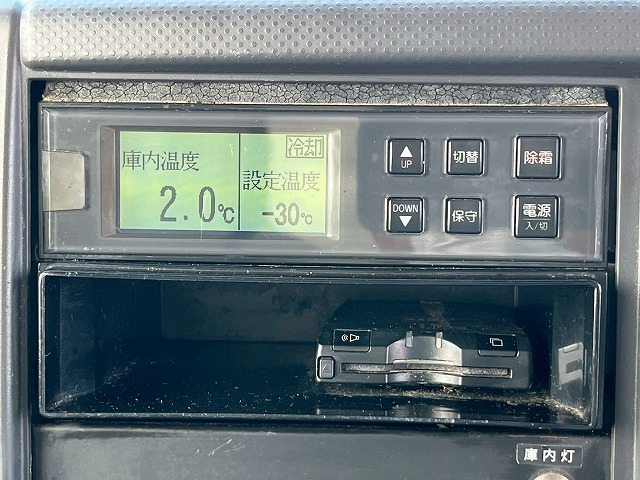 庫内温度
2.0℃
冷却
設定温度
-30℃
UP
切替
除霜
DOWN
保守
電源
入/切
庫内灯